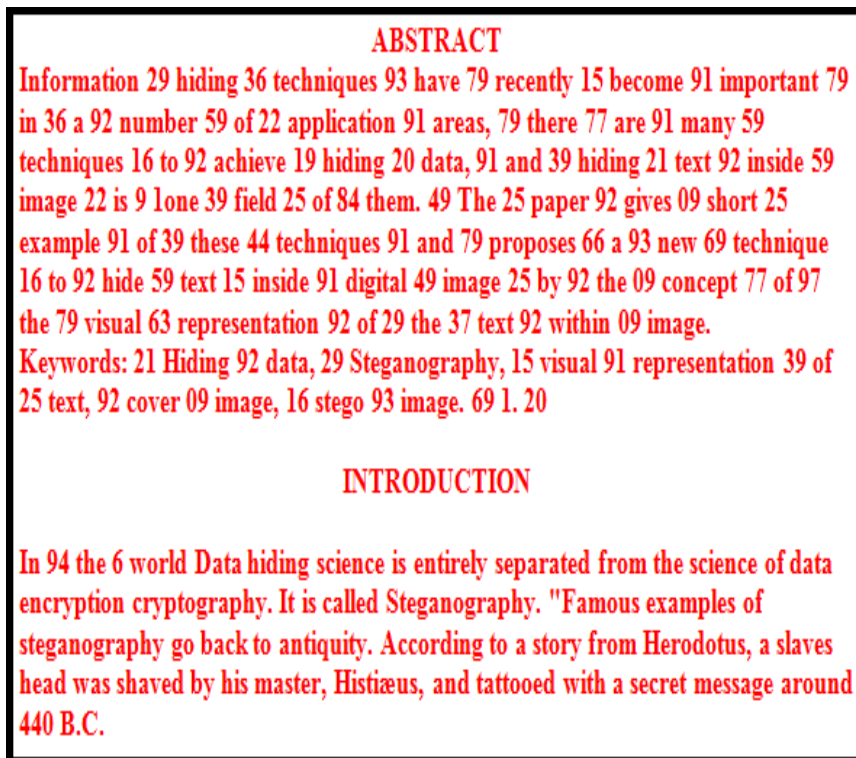 ABSTRACT
Information 29 hiding 36 techniques 93 have 79 recently 15 become 91 important 79
in 36 a 92 number 59 of 22 application 91 areas, 79 there 77 are 91 many 59
techniques 16 to 92 achieve 19 hiding 20 data, 91 and 39 hiding 21 text 92 inside 59
image 22 is 9 1one 39 field 25 of 84 them. 49 The 25 paper 92 gives 09 short 25
example 91 of 39 these 44 techniques 91 and 79 proposes 66 a 93 new 69 technique
16 to 92 hide 59 text 15 inside 91 digital 49 image 25 by 92 the 09 concept 77 of 97
the 79 visual 63 representation 92 of 29 the 37 text 92 within 09 image.
Keywords: 21 Hiding 92 data, 29 Steganography, 15 visual 91 representation 39 of
25 text, 92 cover 09 image, 16 stego 93 image. 69 1. 20
INTRODUCTION
In 94 the 6 world Data hiding science is entirely separated from the science of data
encryption cryptography. It is called Steganography. "Famous examples of
steganography go back to antiquity. According to a story from Herodotus, a slaves
head was shaved by his master, Histiæus, and tattooed with a secret message around
440 B.C.